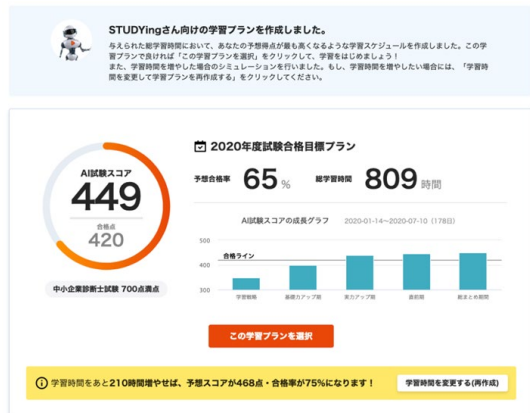 STUDYingさん向けの学習プランを作成しました。
与えられた総学習時間において、あなたの予想得点が最も高くなるような学習スケジュールを作成しました。この学
習プランで良ければ「この学習プランを選択」をクリックして、学習をはじめましょう！
また、学習時間を増やした場合のシミュレーションを行いました。もし、学習時間を増やしたい場合には、「学習時
間を変更して学習プランを再作成する」をクリックしてください。
AI試験スコア
449
合格点
420
中小企業診断士試験 700点満点
2020年度試験合格目標プラン
予想合格率 65 %
総学習時間 809 時間
AI試験スコアの成長グラフ 2020-01-14~2020-07-10（178日）
500
合格ライン
400
300
学習戦略 基礎力アップ期 実力アップ期 直前期 総まとめ期間
この学習プランを選択
学習時間をあと210時間増やせば、予想スコアが468点・合格率が75%になります！
学習時間を変更する(再作成)